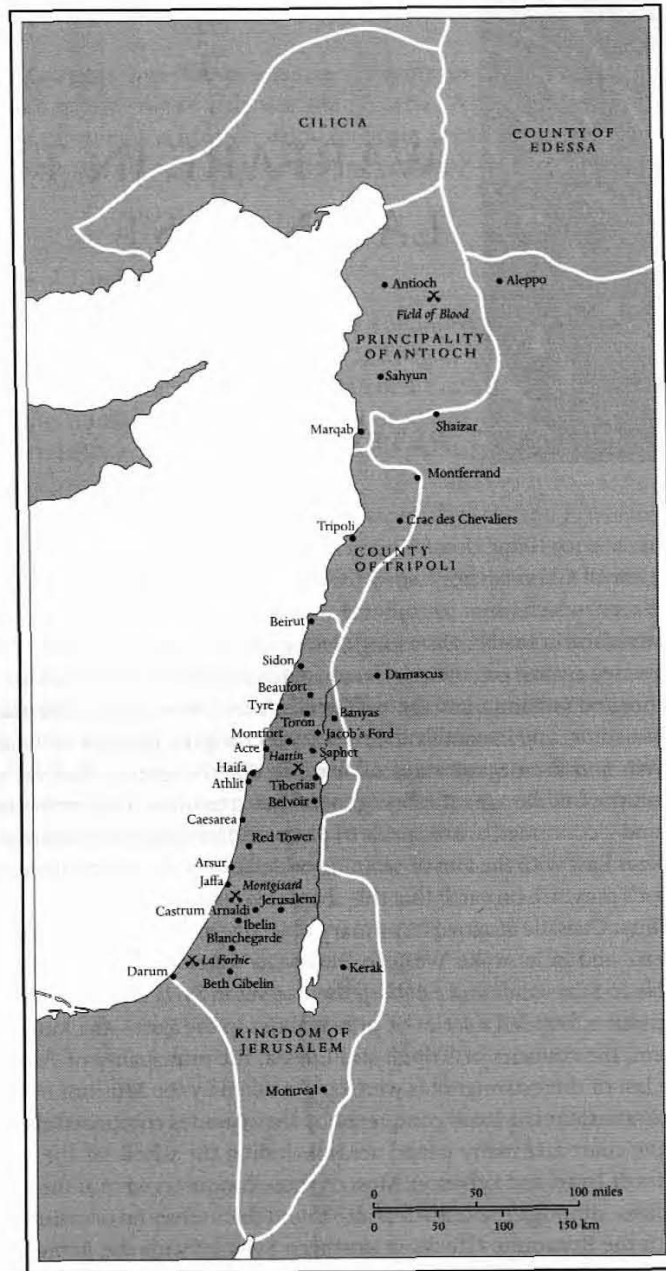 CILICIA
COUNTY OF
EDESSA
Antioch
Aleppo
Field of Blood
PRINCIPALITY
OF ANTIOCH
Sahyun
Marqab
Shaizar
Montferrand
Crac des Chevaliers
Tripoli
COUNTY
OF TRIPOLI
Beirut
Sidon
Damascus
Beaufort
Tyre
Banyas
Toron
Jacob's Ford
Montfort
Acre
Hattin
Saphet
Haifa
Athlit
Tiberias
Belvoir
Caesarea
Red Tower
Arsur
Jaffa
Montgisard
Jerusalem
Castrum Arnaldi
Ibelin
Blanchegarde
La Forbie
Darum
Beth Gibelin
Kerak
KINGDOM OF
JERUSALEM
Montreal
0 50 100 miles
0 50 100 150 km